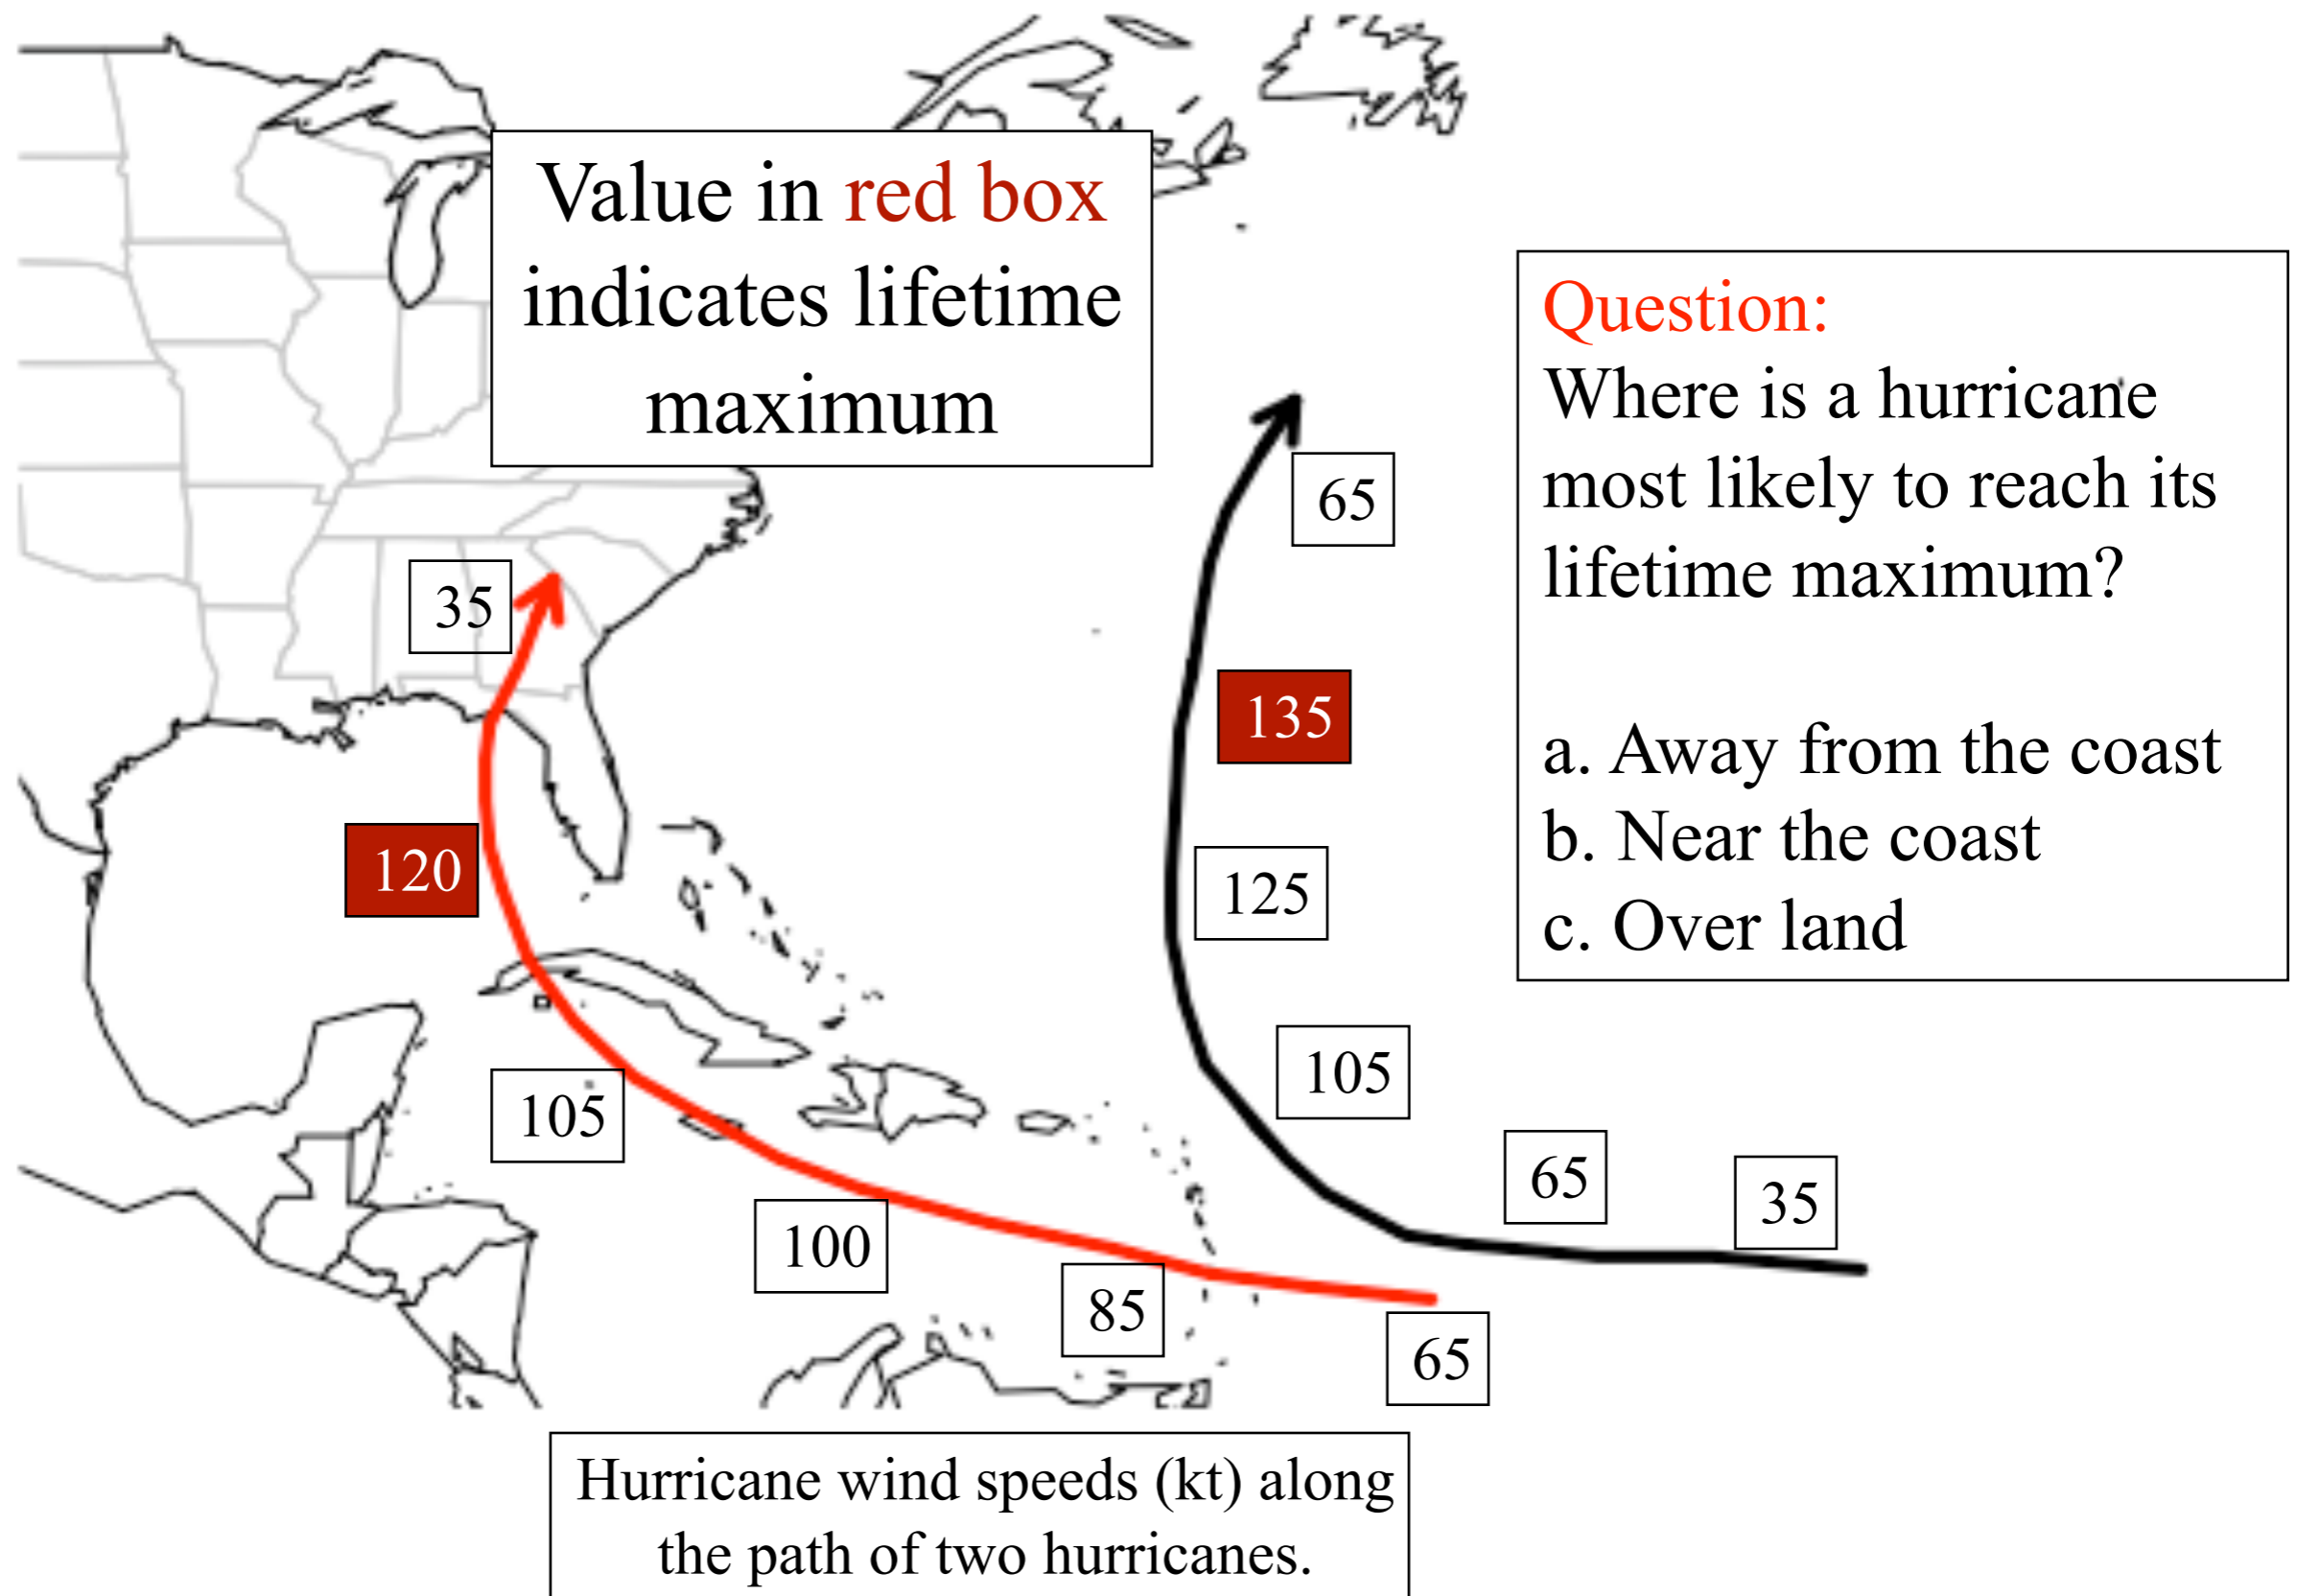 Value in red box
indicates lifetime
maximum
Question:
Where is a hurricane
most likely to reach its
lifetime maximum?
a. Away from the coast
b. Near the coast
c. Over land
65
35
135
120
125
105
105
65
35
100
85
65
Hurricane wind speeds (kt) along
the path of two hurricanes.